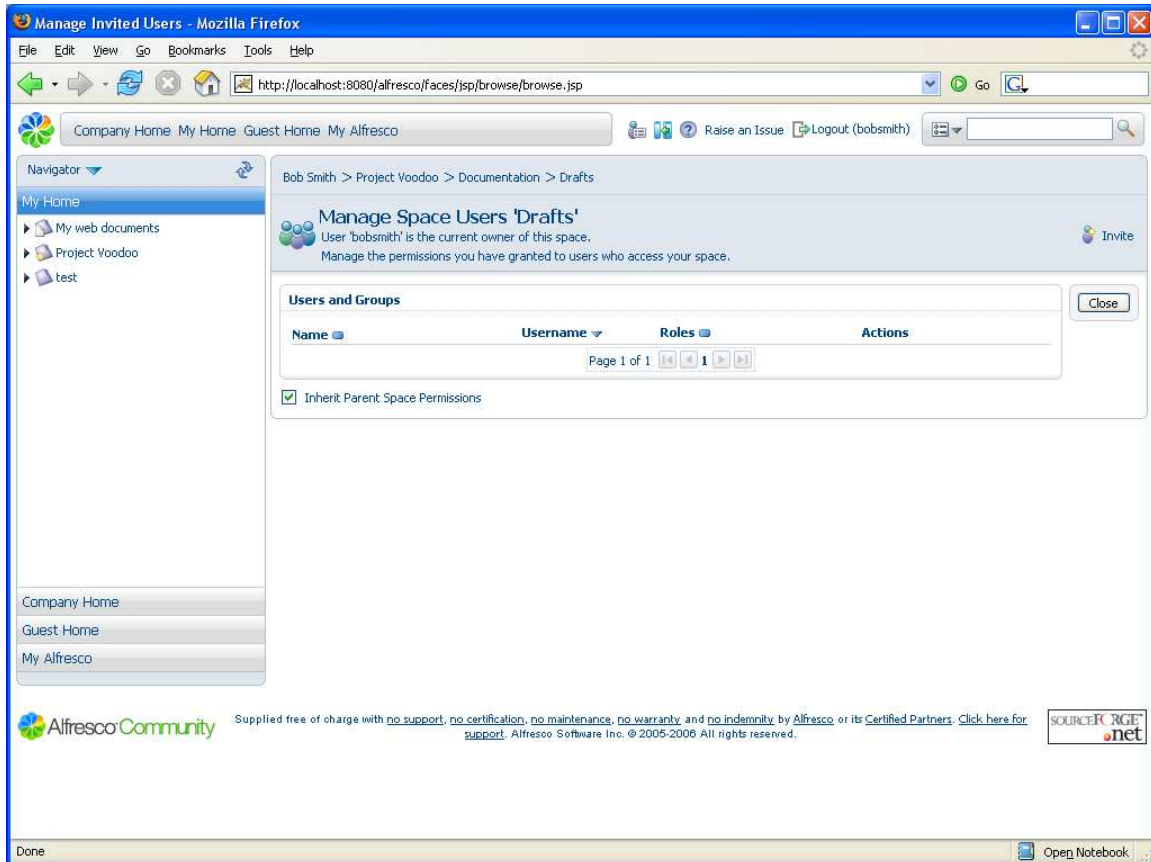 Manage Invited Users - Mozilla Firefox
File Edit View Go Bookmarks Tools Help
http://localhost:8080/alfresco/faces/jsp/browse/browse.jsp Go G
Company Home My Home Guest Home My Alfresco Raise an Issue Logout (bobsmith)
Navigator
Bob Smith > Project Voodoo > Documentation > Drafts
My Home
My web documents
Project Voodoo
test
Manage Space Users 'Drafts'
User 'bobsmith' is the current owner of this space.
Manage the permissions you have granted to users who access your space.
Invite
Users and Groups
Close
Name Username Roles Actions
Page 1 of 1 1
Inherit Parent Space Permissions
Company Home
Guest Home
My Alfresco
Alfresco Community
Supplied free of charge with no support, no certification, no maintenance, no warranty and no indemnity by Alfresco or its Certified Partners. Click here for
support. Alfresco Software Inc. © 2005-2006 All rights reserved.
SOURCEFORGE
.net
Done Open Notebook